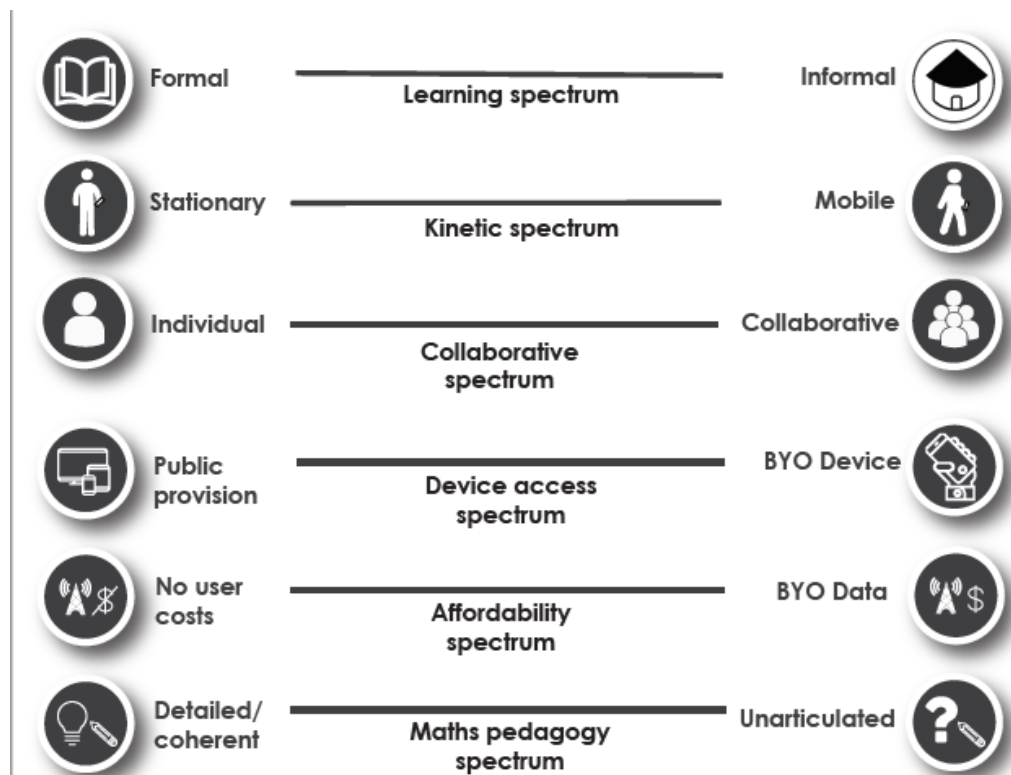 Formal
Informal
Learning spectrum
Stationary
Mobile
Kinetic spectrum
Individual
Collaborative
Collaborative
spectrum
Public
provision
BYO Device
Device access
spectrum
No user
costs
$
BYO Data
$
Affordability
spectrum
Detailed/
coherent
Unarticulated
?
Maths pedagogy
spectrum